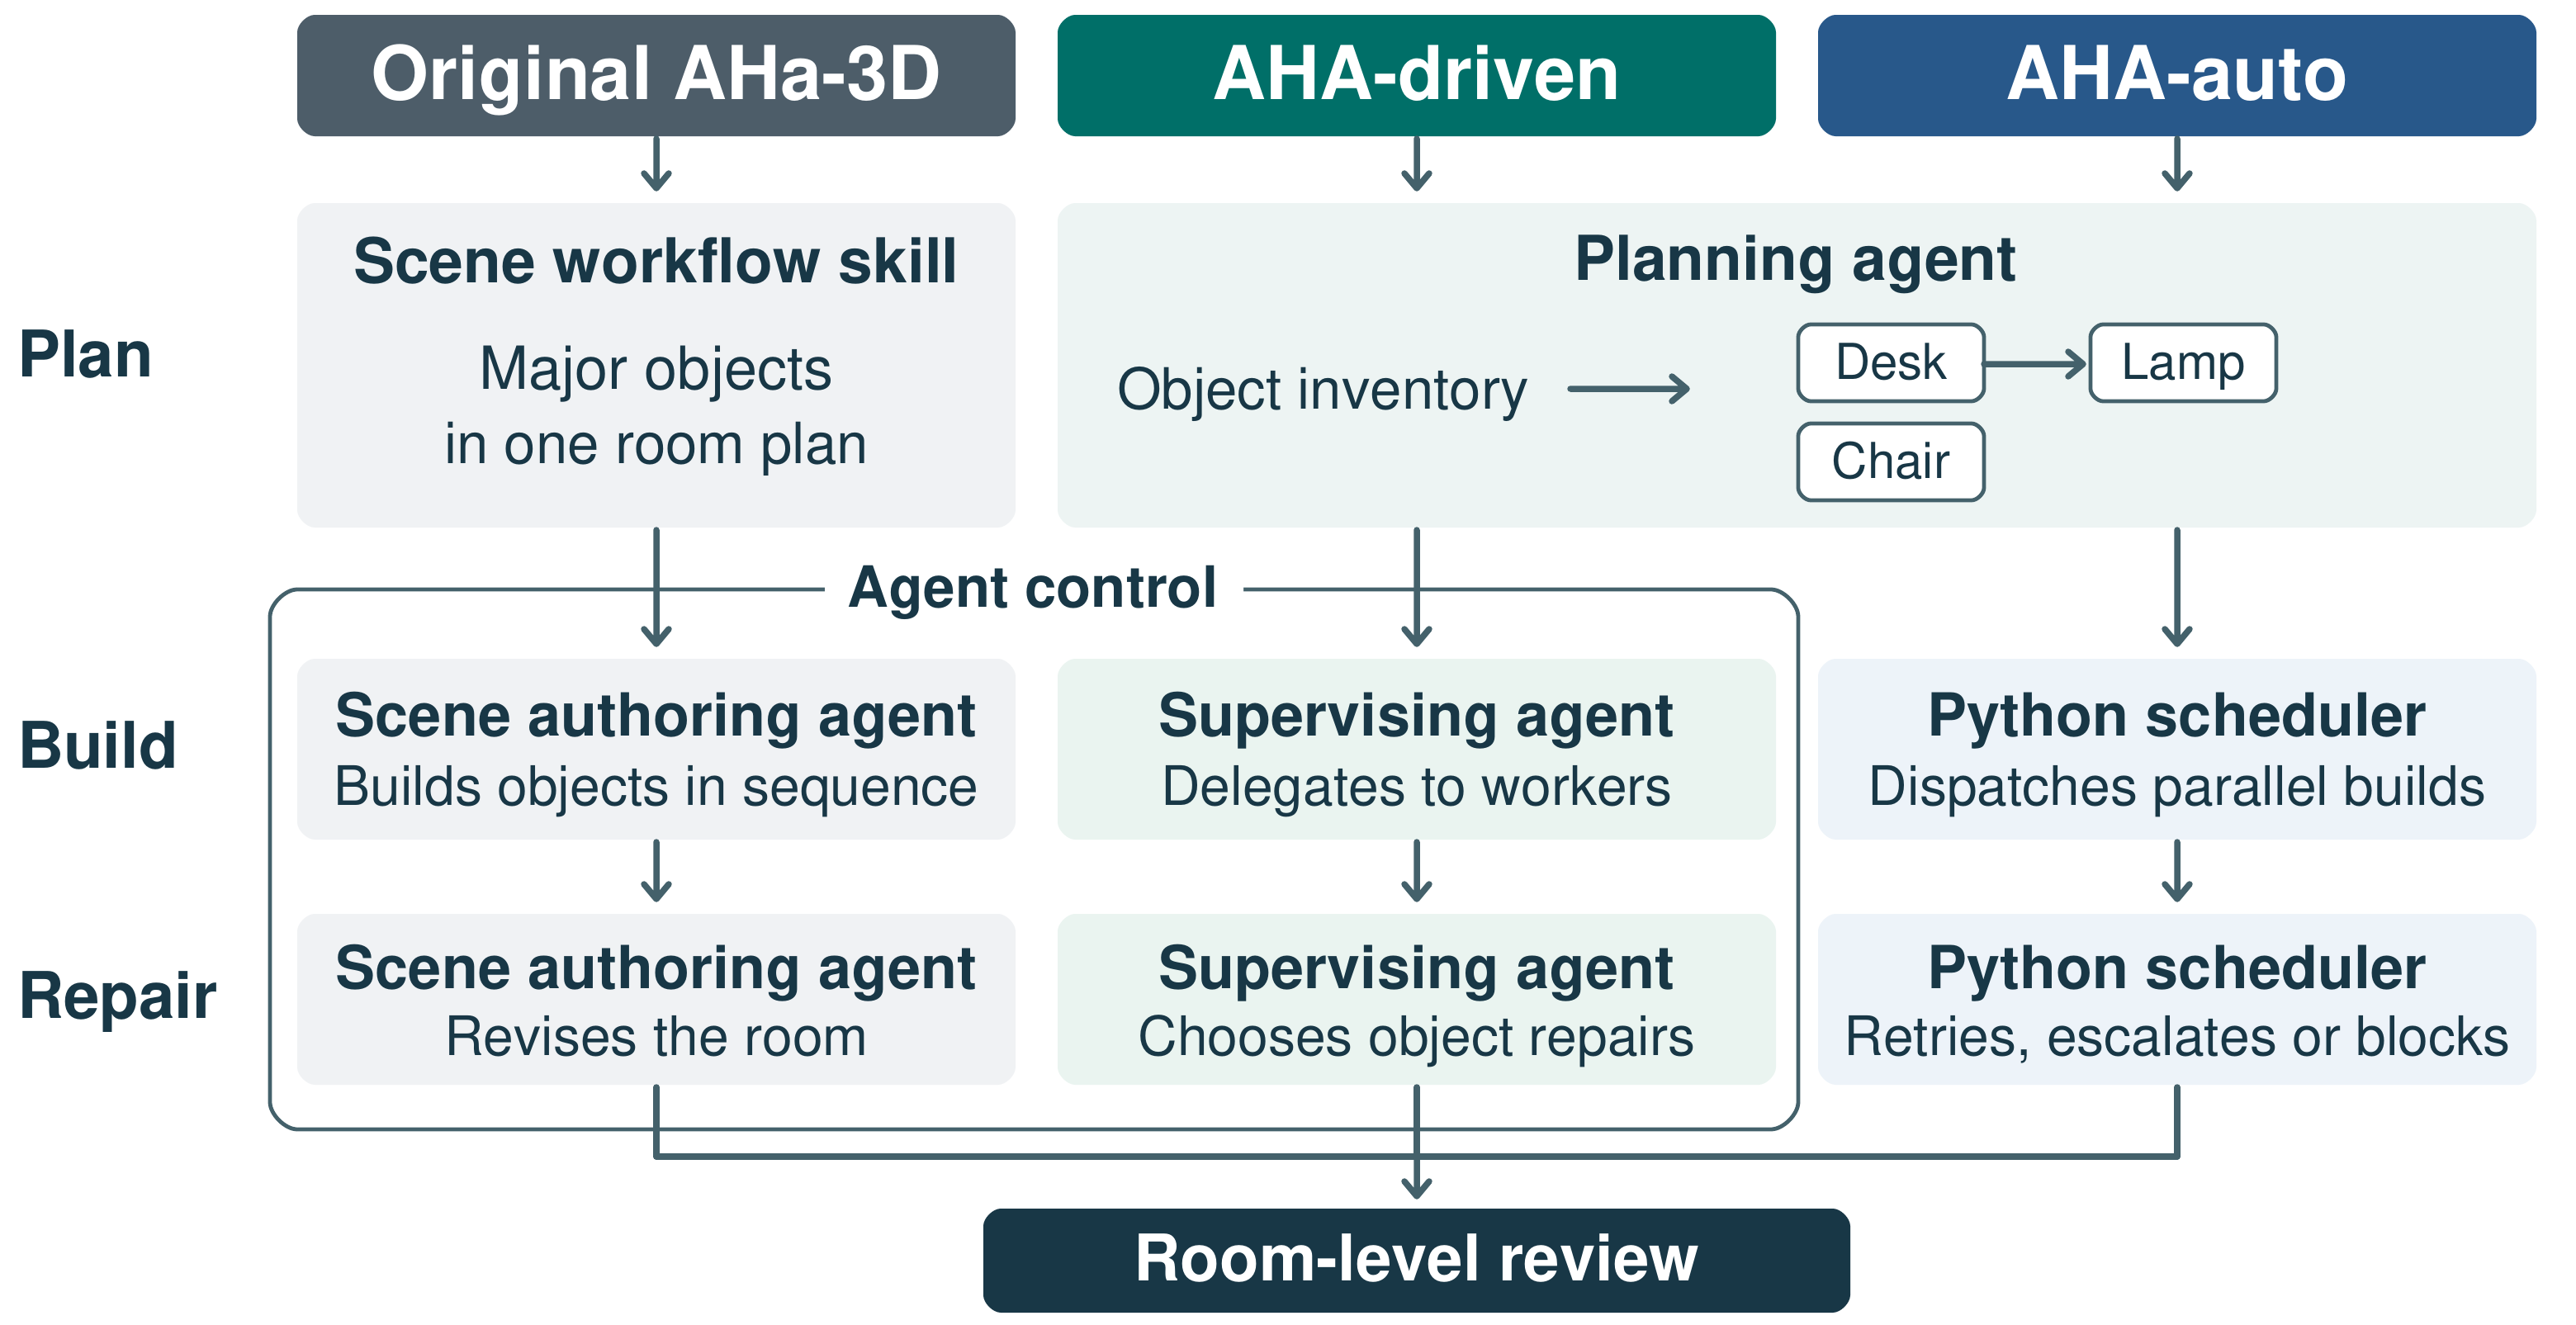 Original AHa-3D
AHA-driven
AHA-auto
Plan
Scene workflow skill
Major objects
in one room plan
Planning agent
Object inventory
Desk
Lamp
Chair
Agent control
Build
Scene authoring agent
Builds objects in sequence
Supervising agent
Delegates to workers
Python scheduler
Dispatches parallel builds
Repair
Scene authoring agent
Revises the room
Supervising agent
Chooses object repairs
Python scheduler
Retries, escalates or blocks
Room-level review